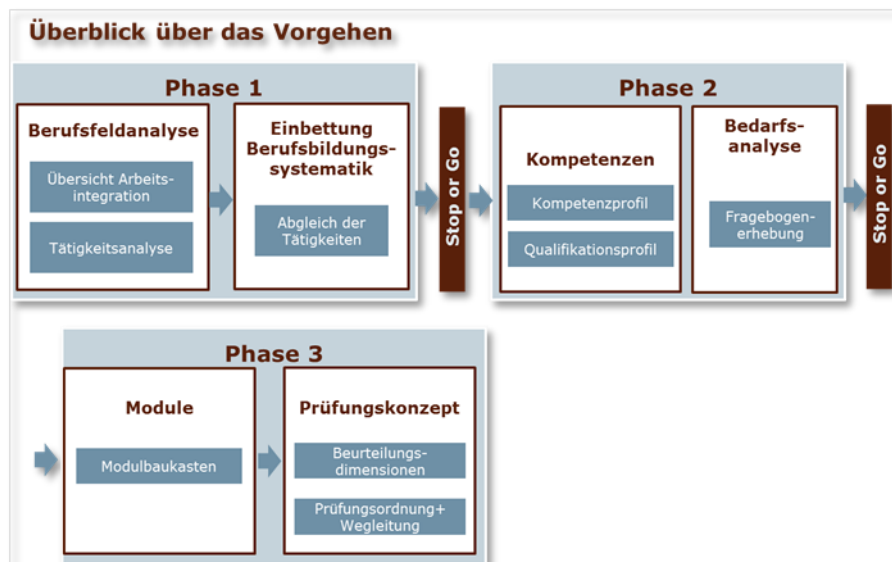 Überblick über das Vorgehen
Phase 1
Berufsfeldanalyse
Übersicht Arbeits-
integration
Tätigkeitsanalyse
Einbettung
Berufsbildungs-
systematik
Abgleich der
Tätigkeiten
Stop or Go
Phase 2
Kompetenzen
Kompetenzprofil
Qualifikationsprofil
Bedarfs-
analyse
Fragebogen-
erhebung
Stop or Go
Phase 3
Module
Modulbaukasten
Prüfungskonzept
Beurteilungs-
dimensionen
Prüfungsordnung+
Wegleitung